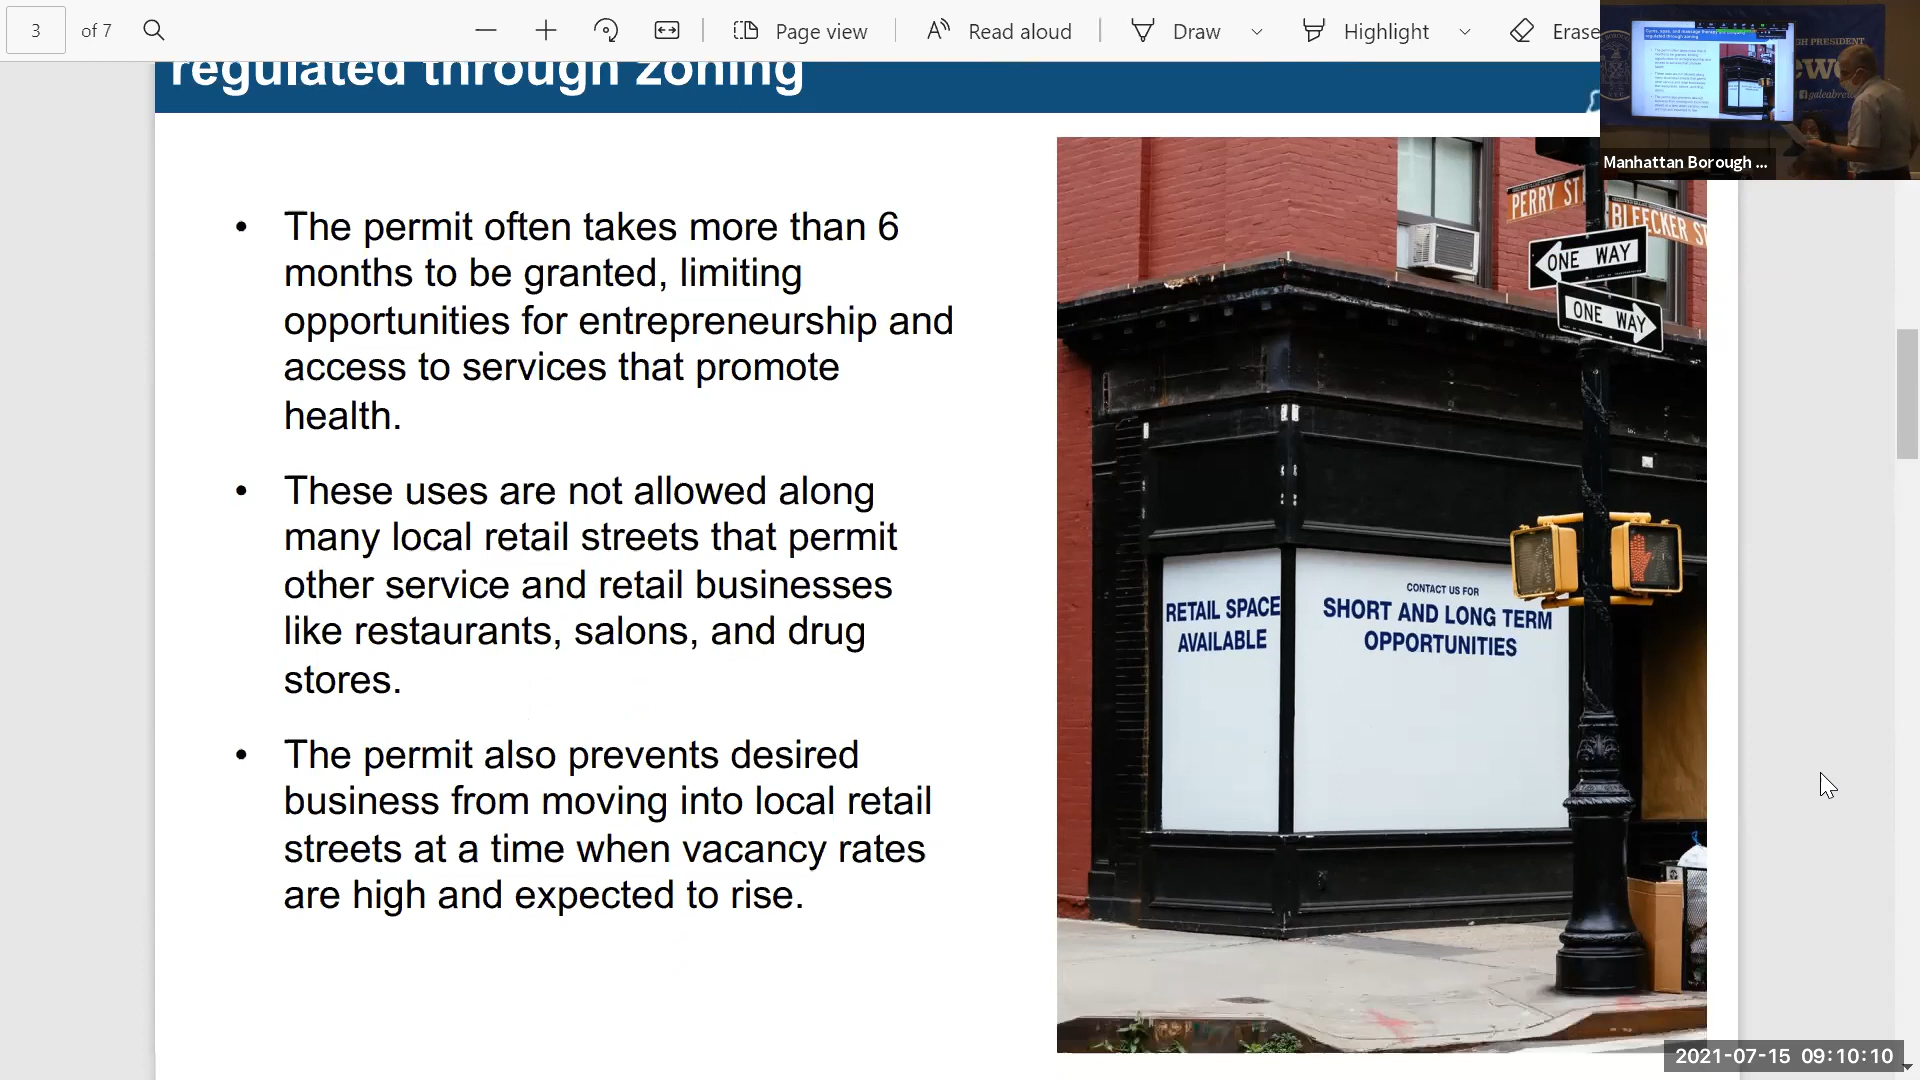 3
of 7
Page view
Read aloud
Draw
Highlight
Erase
regulated through zoning
The permit often takes more than 6
months to be granted, limiting
opportunities for entrepreneurship and
access to services that promote
health.
These uses are not allowed along
many local retail streets that permit
other service and retail businesses
like restaurants, salons, and drug
stores.
The permit also prevents desired
business from moving into local retail
streets at a time when vacancy rates
are high and expected to rise.
PERRY ST
BLEECKER ST
ONE WAY
ONE WAY
RETAIL SPACE
AVAILABLE
CONTACT US FOR
SHORT AND LONG TERM
OPPORTUNITIES
Manhattan Borough ...
2021-07-15 09:10:10